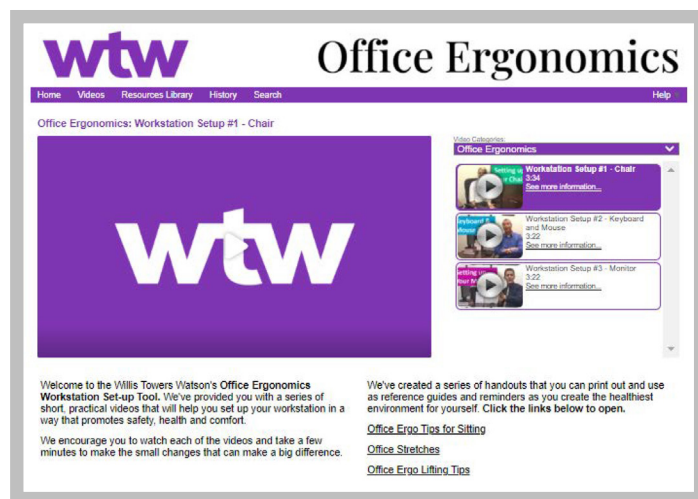 wtw
Office Ergonomics
Home Videos Resources Library History Search Help
Office Ergonomics: Workstation Setup #1 - Chair
wtw
Video Categories:
Office Ergonomics
Setting up
Chair
Workstation Setup #1 - Chair
3:34
See more information...
Keyboard &
Mouse
Workstation Setup #2 - Keyboard
and Mouse
3:22
See more information...
Setting up
Your
Workstation Setup #3 - Monitor
3:22
See more information...
Welcome to the Willis Towers Watson's Office Ergonomics
Workstation Set-up Tool. We've provided you with a series of
short, practical videos that will help you set up your workstation in a
way that promotes safety, health and comfort.
We encourage you to watch each of the videos and take a few
minutes to make the small changes that can make a big difference.
We've created a series of handouts that you can print out and use
as reference guides and reminders as you create the healthiest
environment for yourself. Click the links below to open.
Office Ergo Tips for Sitting
Office Stretches
Office Ergo Lifting Tips